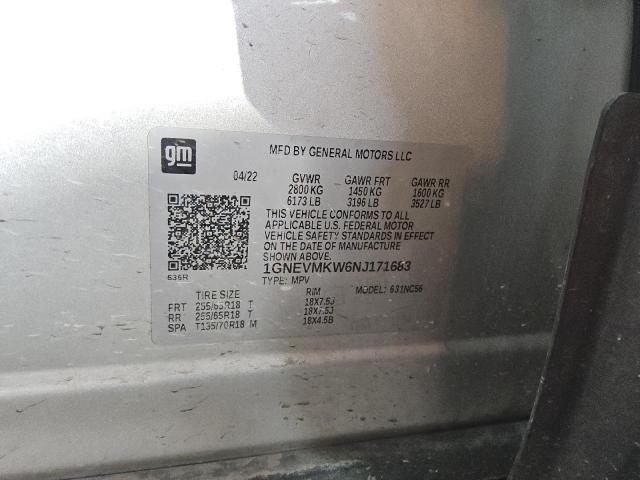 gm
MFD BY GENERAL MOTORS LLC
04/22 GVWR GAWR FRT GAWR RR
2800 KG 1450 KG 1600 KG
6173 LB 3196 LB 3527 LB
THIS VEHICLE CONFORMS TO ALL
APPLICABLE U.S. FEDERAL MOTOR
VEHICLE SAFETY STANDARDS IN EFFECT
ON THE DATE OF MANUFACTURE
SHOWN ABOVE.
636R 1GNEVMKW6NJ171683
TYPE: MPV MODEL: 631NC56
TIRE SIZE RIM
FRT 255/65R18 T 18X7.5J
RR 255/65R18 T 18X7.5J
SPA T135/70R18 M 18X4.5B